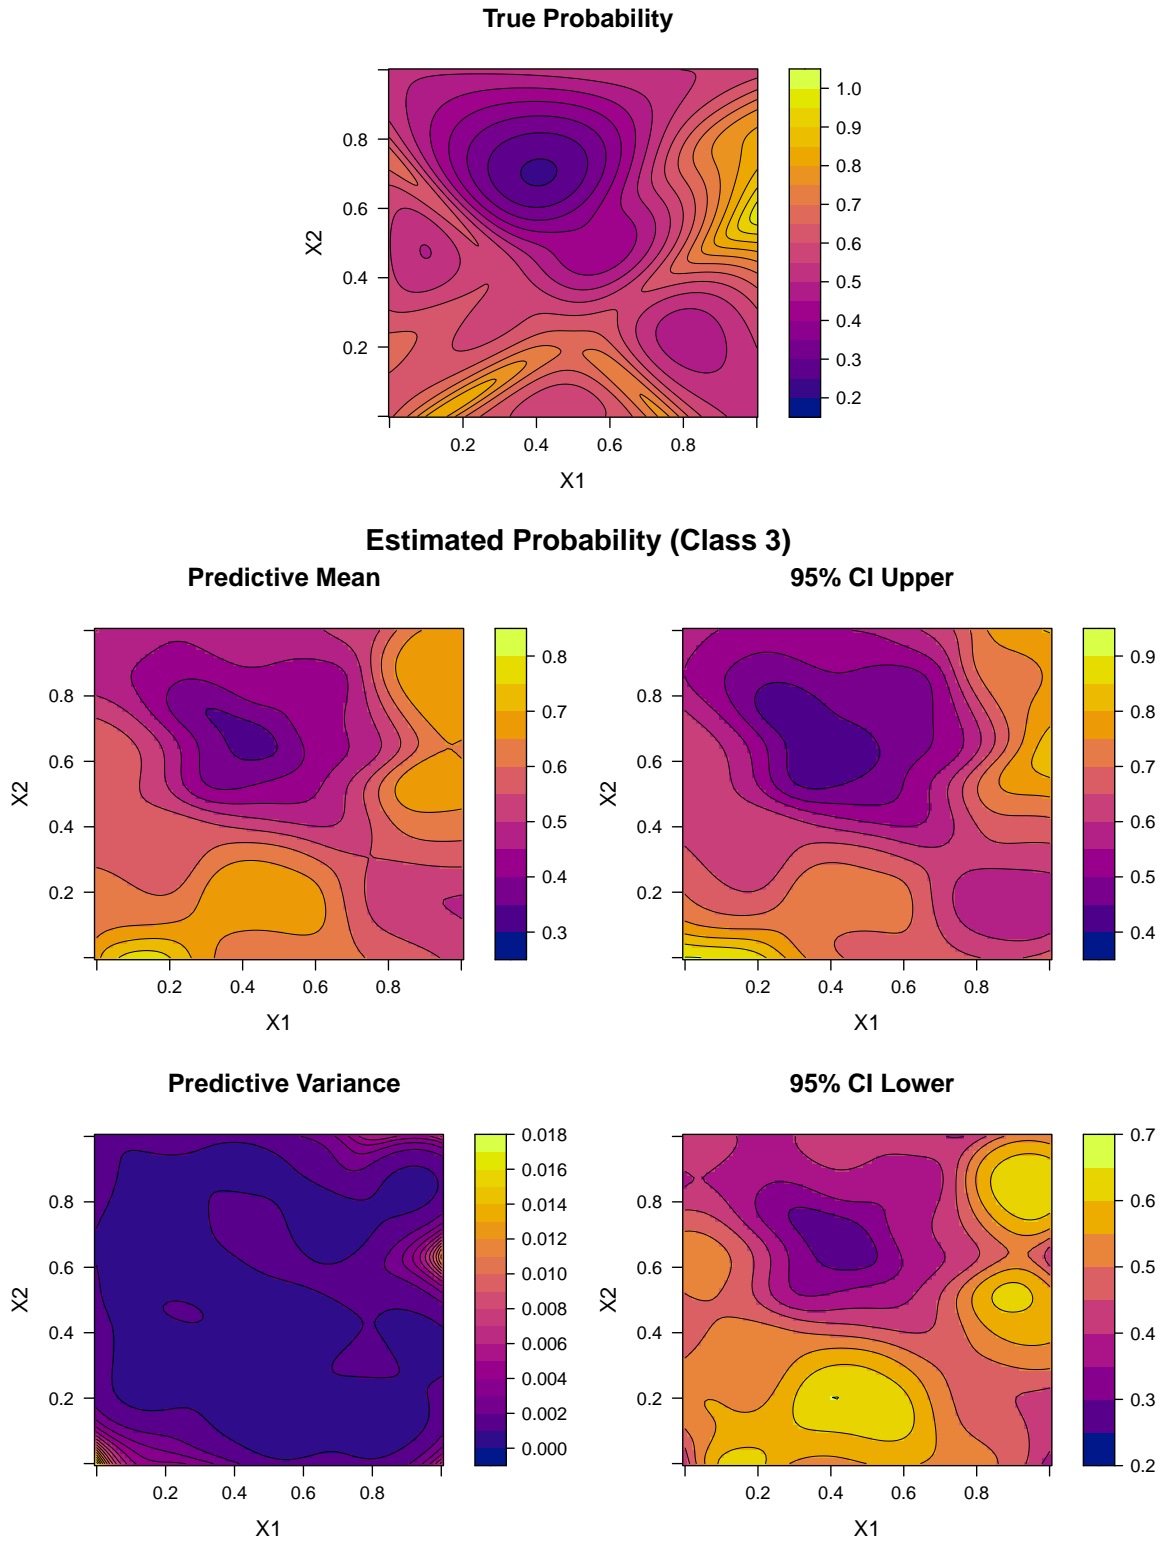 True Probability
X2
0.8
0.6
0.4
0.2
0.2 0.4 0.6 0.8
X1
1.0
0.9
0.8
0.7
0.6
0.5
0.4
0.3
0.2
Estimated Probability (Class 3)
Predictive Mean
X2
0.8
0.6
0.4
0.2
0.2 0.4 0.6 0.8
X1
0.8
0.7
0.6
0.5
0.4
0.3
95% CI Upper
X2
0.8
0.6
0.4
0.2
0.2 0.4 0.6 0.8
X1
0.9
0.8
0.7
0.6
0.5
0.4
Predictive Variance
X2
0.8
0.6
0.4
0.2
0.2 0.4 0.6 0.8
X1
0.018
0.016
0.014
0.012
0.010
0.008
0.006
0.004
0.002
0.000
95% CI Lower
X2
0.8
0.6
0.4
0.2
0.2 0.4 0.6 0.8
X1
0.7
0.6
0.5
0.4
0.3
0.2